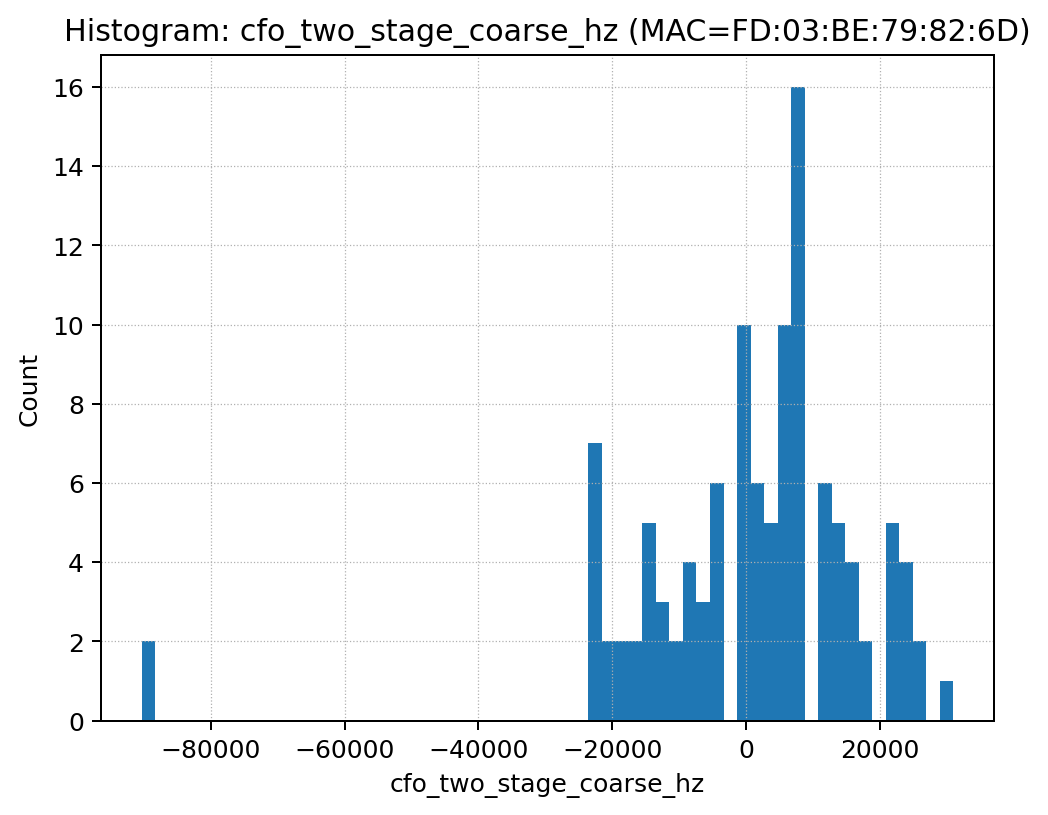 Histogram: cfo_two_stage_coarse_hz (MAC=FD:03:BE:79:82:6D)
16
14
12
10
8
6
4
2
0
Count
−80000 −60000 −40000 −20000 0 20000
cfo_two_stage_coarse_hz